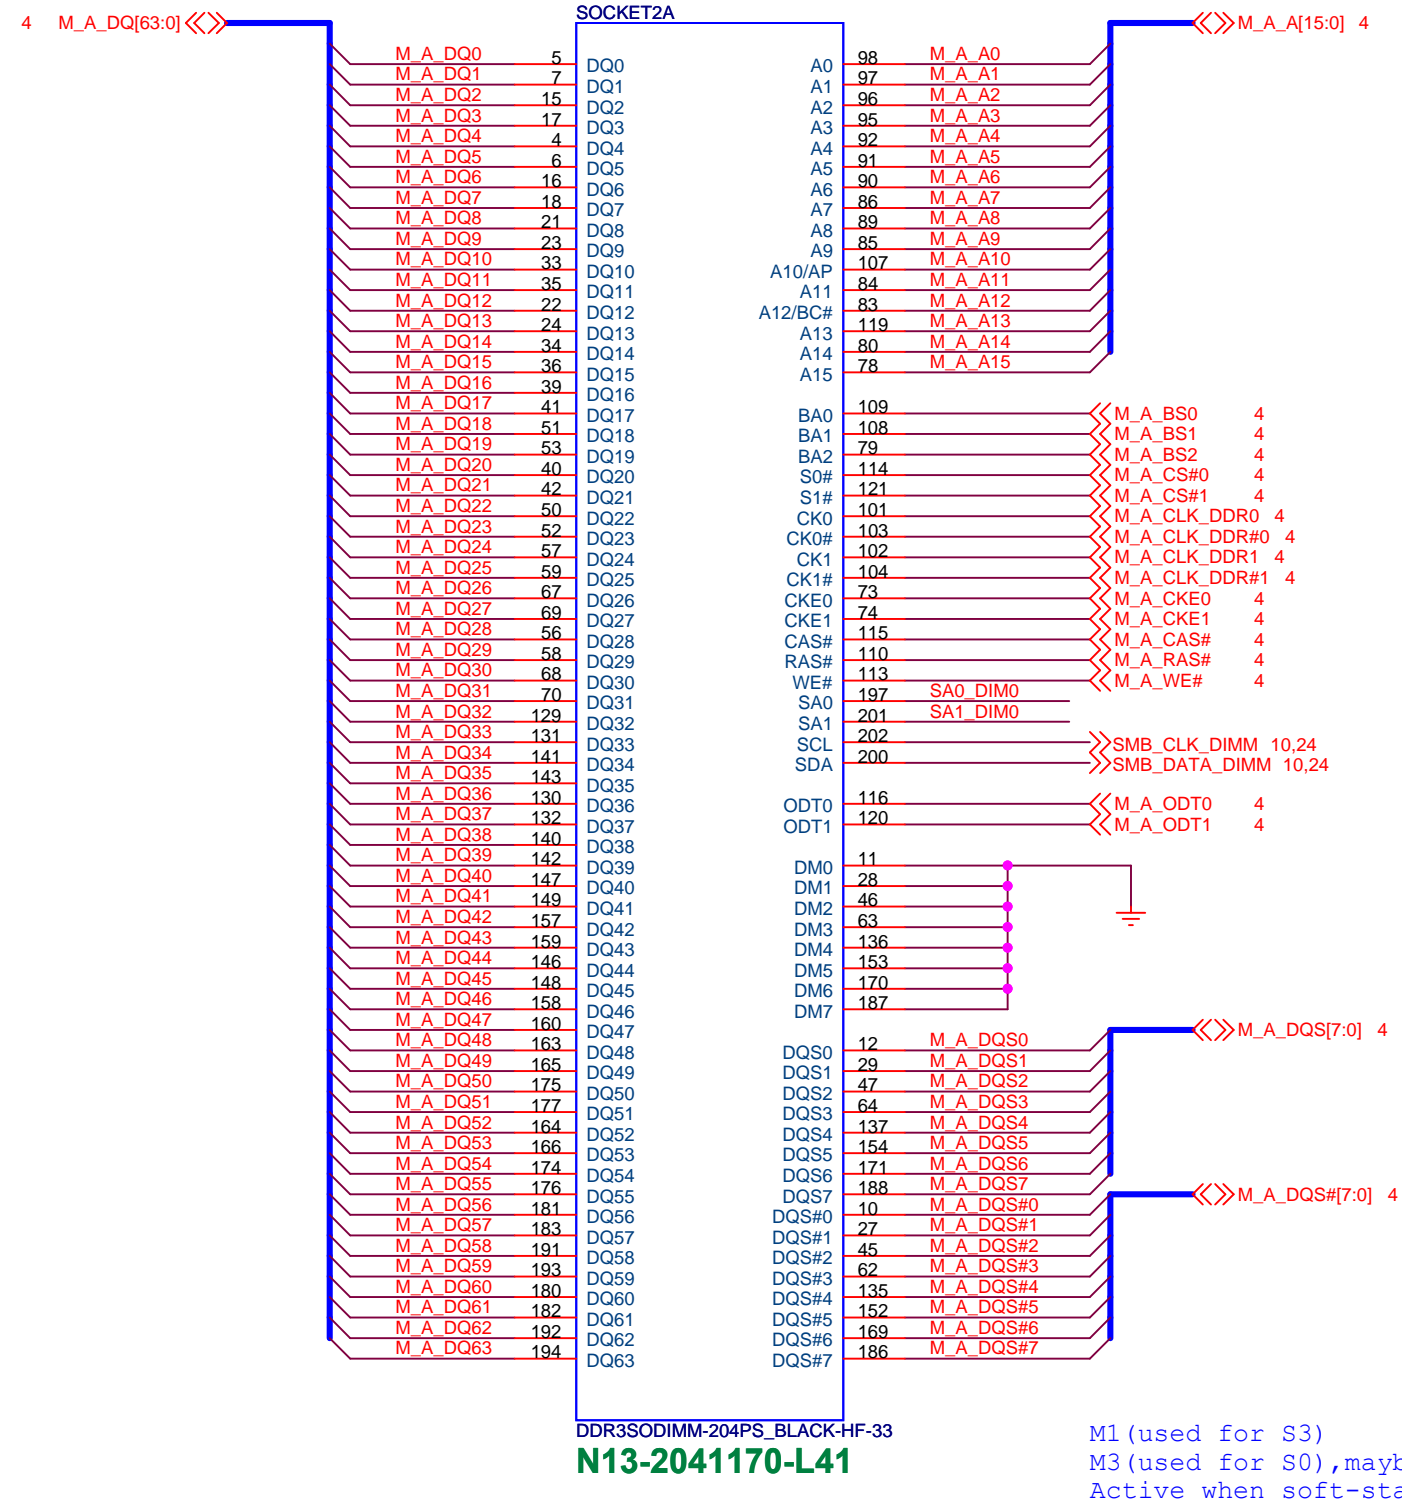 SOCKET2A
4 M_A_DQ[63:0]
M_A_A[15:0] 4
M_A_DQ0 5 DQ0
M_A_DQ1 7 DQ1
M_A_DQ2 15 DQ2
M_A_DQ3 17 DQ3
M_A_DQ4 4 DQ4
M_A_DQ5 6 DQ5
M_A_DQ6 16 DQ6
M_A_DQ7 18 DQ7
M_A_DQ8 21 DQ8
M_A_DQ9 23 DQ9
M_A_DQ10 33 DQ10
M_A_DQ11 35 DQ11
M_A_DQ12 22 DQ12
M_A_DQ13 24 DQ13
M_A_DQ14 34 DQ14
M_A_DQ15 36 DQ15
M_A_DQ16 39 DQ16
M_A_DQ17 41 DQ17
M_A_DQ18 51 DQ18
M_A_DQ19 53 DQ19
M_A_DQ20 40 DQ20
M_A_DQ21 42 DQ21
M_A_DQ22 50 DQ22
M_A_DQ23 52 DQ23
M_A_DQ24 57 DQ24
M_A_DQ25 59 DQ25
M_A_DQ26 67 DQ26
M_A_DQ27 69 DQ27
M_A_DQ28 56 DQ28
M_A_DQ29 58 DQ29
M_A_DQ30 68 DQ30
M_A_DQ31 70 DQ31
M_A_DQ32 129 DQ32
M_A_DQ33 131 DQ33
M_A_DQ34 141 DQ34
M_A_DQ35 143 DQ35
M_A_DQ36 130 DQ36
M_A_DQ37 132 DQ37
M_A_DQ38 140 DQ38
M_A_DQ39 142 DQ39
M_A_DQ40 147 DQ40
M_A_DQ41 149 DQ41
M_A_DQ42 157 DQ42
M_A_DQ43 159 DQ43
M_A_DQ44 146 DQ44
M_A_DQ45 148 DQ45
M_A_DQ46 158 DQ46
M_A_DQ47 160 DQ47
M_A_DQ48 163 DQ48
M_A_DQ49 165 DQ49
M_A_DQ50 175 DQ50
M_A_DQ51 177 DQ51
M_A_DQ52 164 DQ52
M_A_DQ53 166 DQ53
M_A_DQ54 174 DQ54
M_A_DQ55 176 DQ55
M_A_DQ56 181 DQ56
M_A_DQ57 183 DQ57
M_A_DQ58 191 DQ58
M_A_DQ59 193 DQ59
M_A_DQ60 180 DQ60
M_A_DQ61 182 DQ61
M_A_DQ62 192 DQ62
M_A_DQ63 194 DQ63
A0 98 M_A_A0
A1 97 M_A_A1
A2 96 M_A_A2
A3 95 M_A_A3
A4 92 M_A_A4
A5 91 M_A_A5
A6 90 M_A_A6
A7 86 M_A_A7
A8 89 M_A_A8
A9 85 M_A_A9
A10/AP 107 M_A_A10
A11 84 M_A_A11
A12/BC# 83 M_A_A12
A13 119 M_A_A13
A14 80 M_A_A14
A15 78 M_A_A15
BA0 109 M_A_BS0 4
BA1 108 M_A_BS1 4
BA2 79 M_A_BS2 4
S0# 114 M_A_CS#0 4
S1# 121 M_A_CS#1 4
CK0 101 M_A_CLK_DDR0 4
CK0# 103 M_A_CLK_DDR#0 4
CK1 102 M_A_CLK_DDR1 4
CK1# 104 M_A_CLK_DDR#1 4
CKE0 73 M_A_CKE0 4
CKE1 74 M_A_CKE1 4
CAS# 115 M_A_CAS# 4
RAS# 110 M_A_RAS# 4
WE# 113 M_A_WE# 4
SA0 197 SA0_DIM0
SA1 201 SA1_DIM0
SCL 202 SMB_CLK_DIMM 10,24
SDA 200 SMB_DATA_DIMM 10,24
ODT0 116 M_A_ODT0 4
ODT1 120 M_A_ODT1 4
DM0 11
DM1 28
DM2 46
DM3 63
DM4 136
DM5 153
DM6 170
DM7 187
M_A_DQS[7:0] 4
DQS0 12 M_A_DQS0
DQS1 29 M_A_DQS1
DQS2 47 M_A_DQS2
DQS3 64 M_A_DQS3
DQS4 137 M_A_DQS4
DQS5 154 M_A_DQS5
DQS6 171 M_A_DQS6
DQS7 188 M_A_DQS7
M_A_DQS#[7:0] 4
DQS#0 10 M_A_DQS#0
DQS#1 27 M_A_DQS#1
DQS#2 45 M_A_DQS#2
DQS#3 62 M_A_DQS#3
DQS#4 135 M_A_DQS#4
DQS#5 152 M_A_DQS#5
DQS#6 169 M_A_DQS#6
DQS#7 186 M_A_DQS#7
DDR3SODIMM-204PS_BLACK-HF-33
N13-2041170-L41
M1(used for S3)
M3(used for S0),mayb
Active when soft-sta